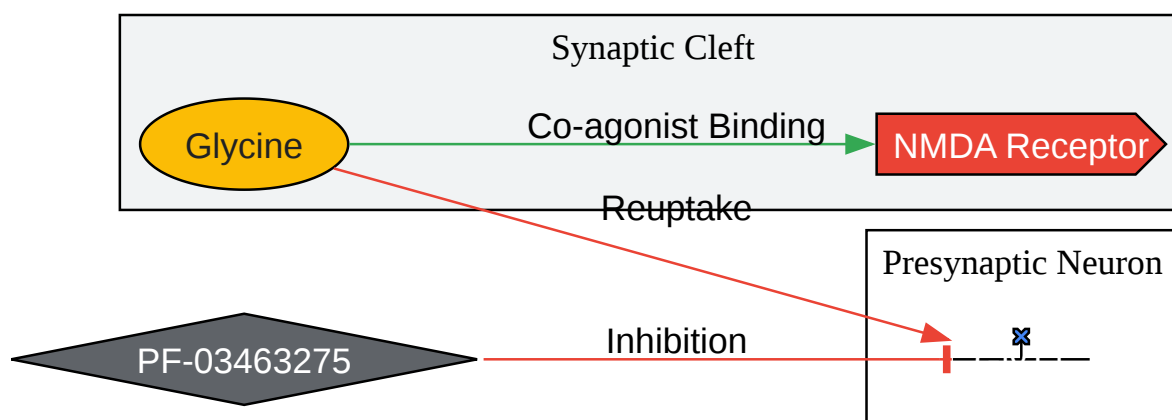 Synaptic Cleft
Glycine
Co-agonist Binding
NMDA Receptor
Reuptake
Presynaptic Neuron
PF-03463275
Inhibition